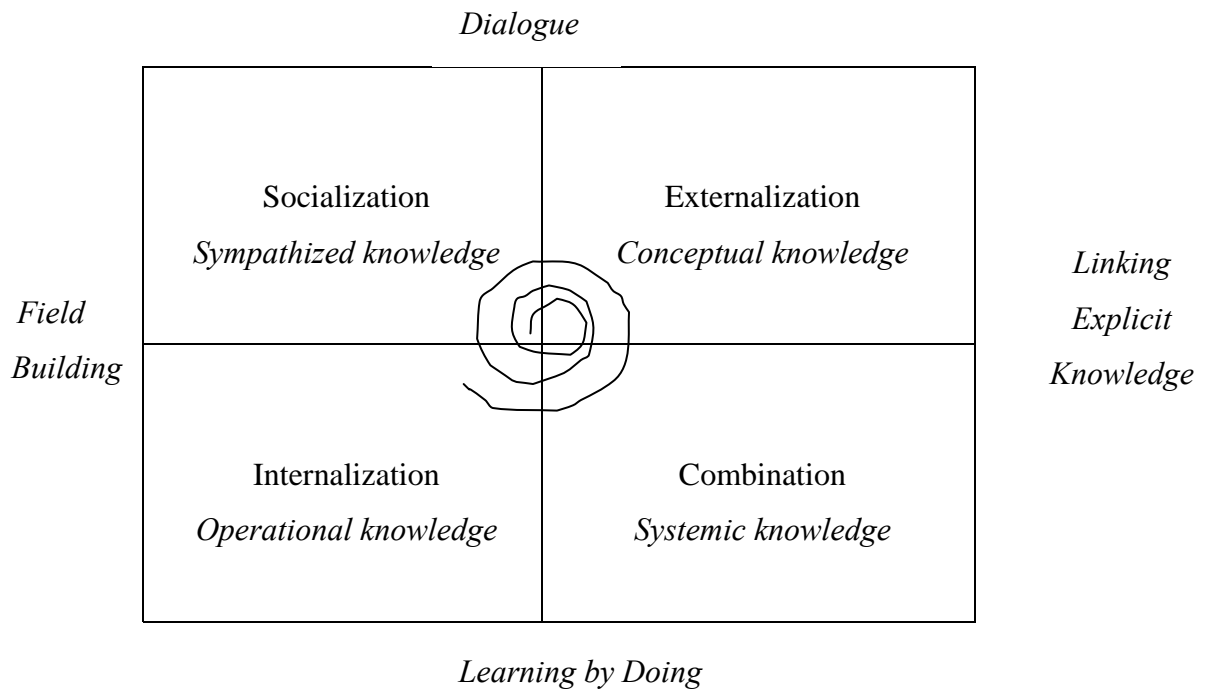 Dialogue
Socialization
Sympathized knowledge
Externalization
Conceptual knowledge
Field
Building
Linking
Explicit
Knowledge
Internalization
Operational knowledge
Combination
Systemic knowledge
Learning by Doing